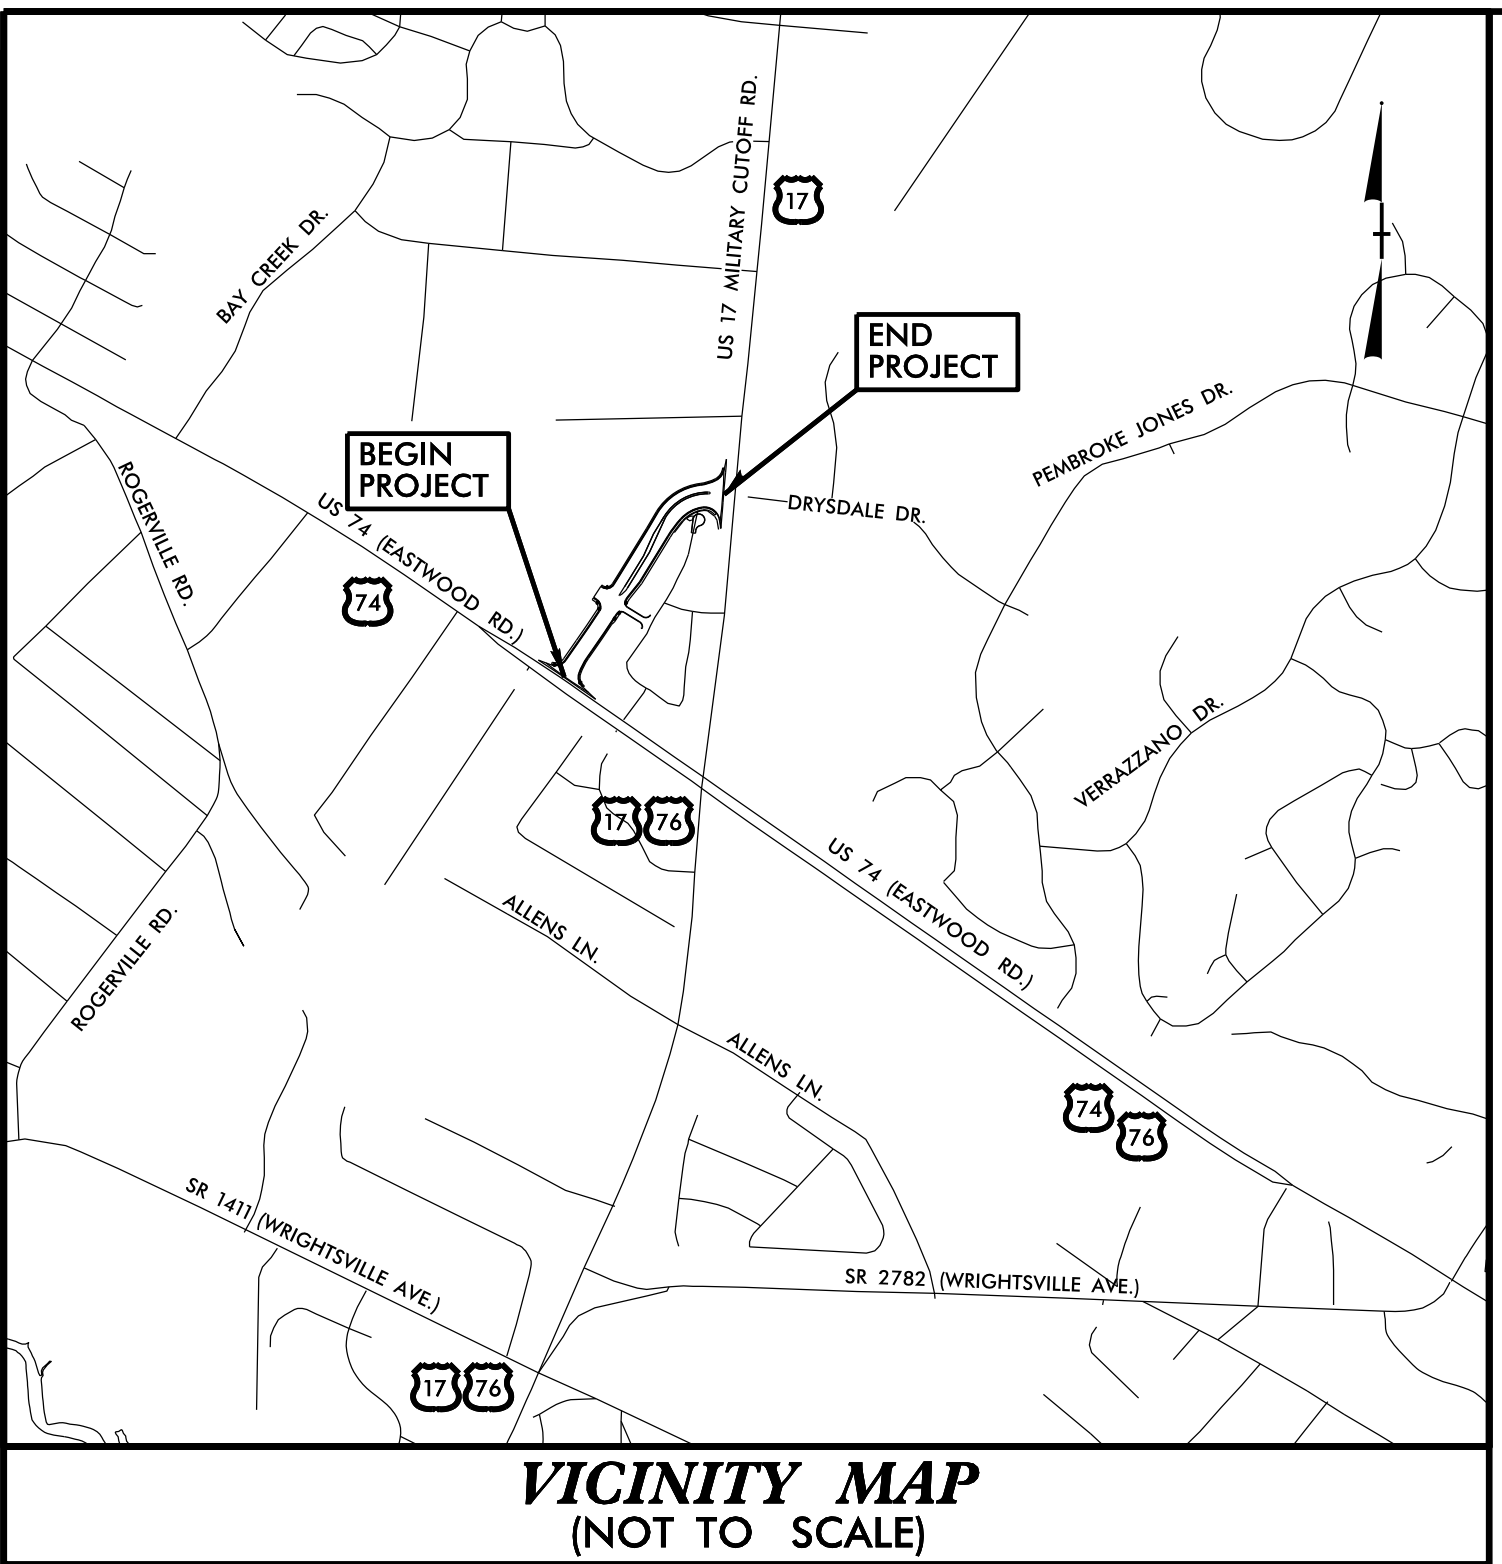 US 17 MILITARY CUTOFF RD.
17
BAY CREEK DR.
END
PROJECT
PEMBROKE JONES DR.
BEGIN
PROJECT
ROGERVILLE RD.
US 74 (EASTWOOD RD.)
DRYSDALE DR.
74
VERRAZZANO DR.
17
76
US 74 (EASTWOOD RD.)
ALLENS LN.
ROGERVILLE RD.
ALLENS LN.
74
76
SR 1411 (WRIGHTSVILLE AVE.)
SR 2782 (WRIGHTSVILLE AVE.)
17
76
VICINITY MAP
(NOT TO SCALE)